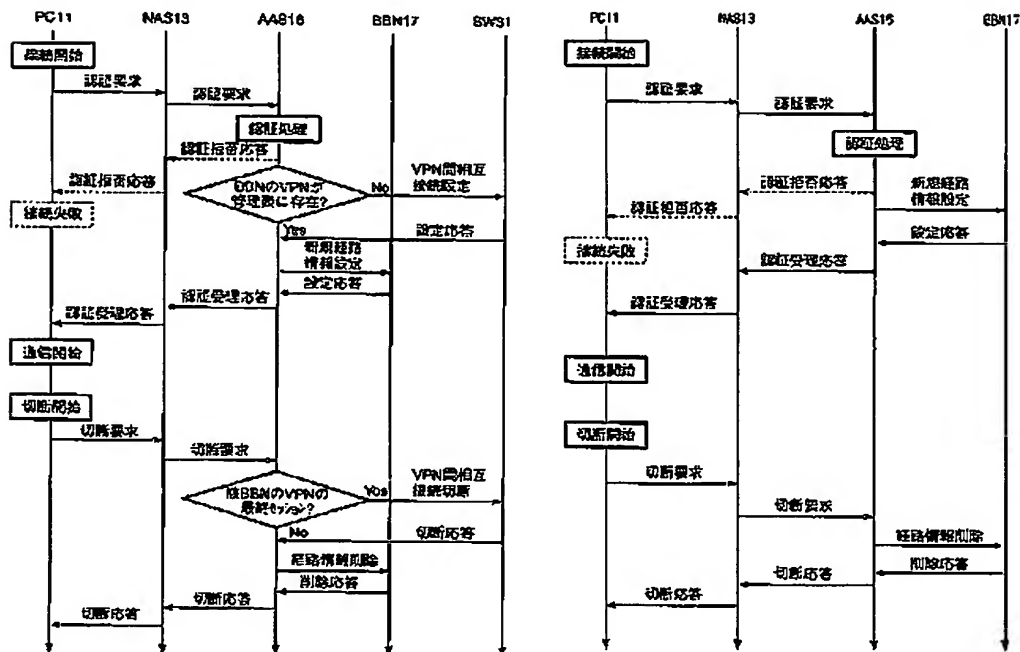 PC11
NAS13
AAS16
BBN17
SWS1
接続開始
認証要求
認証要求
認証処理
認証拒否応答
認証拒否応答
接続失敗
BBNのVPNが
管理表に存在?
No
VPN間相互
接続設定
Yes
設定応答
新規経路
情報設定
設定応答
認証受理応答
認証受理応答
通信開始
切断開始
切断要求
切断要求
該BBNのVPNの
最終セッション?
Yes
VPN間相互
接続切断
No
切断応答
経路情報削除
削除応答
切断応答
切断応答
PC11
NAS13
AAS15
BBN17
接続開始
認証要求
認証要求
認証処理
認証拒否応答
認証拒否応答
接続失敗
新規経路
情報設定
設定応答
認証受理応答
認証受理応答
通信開始
切断開始
切断要求
切断要求
経路情報削除
削除応答
切断応答
切断応答